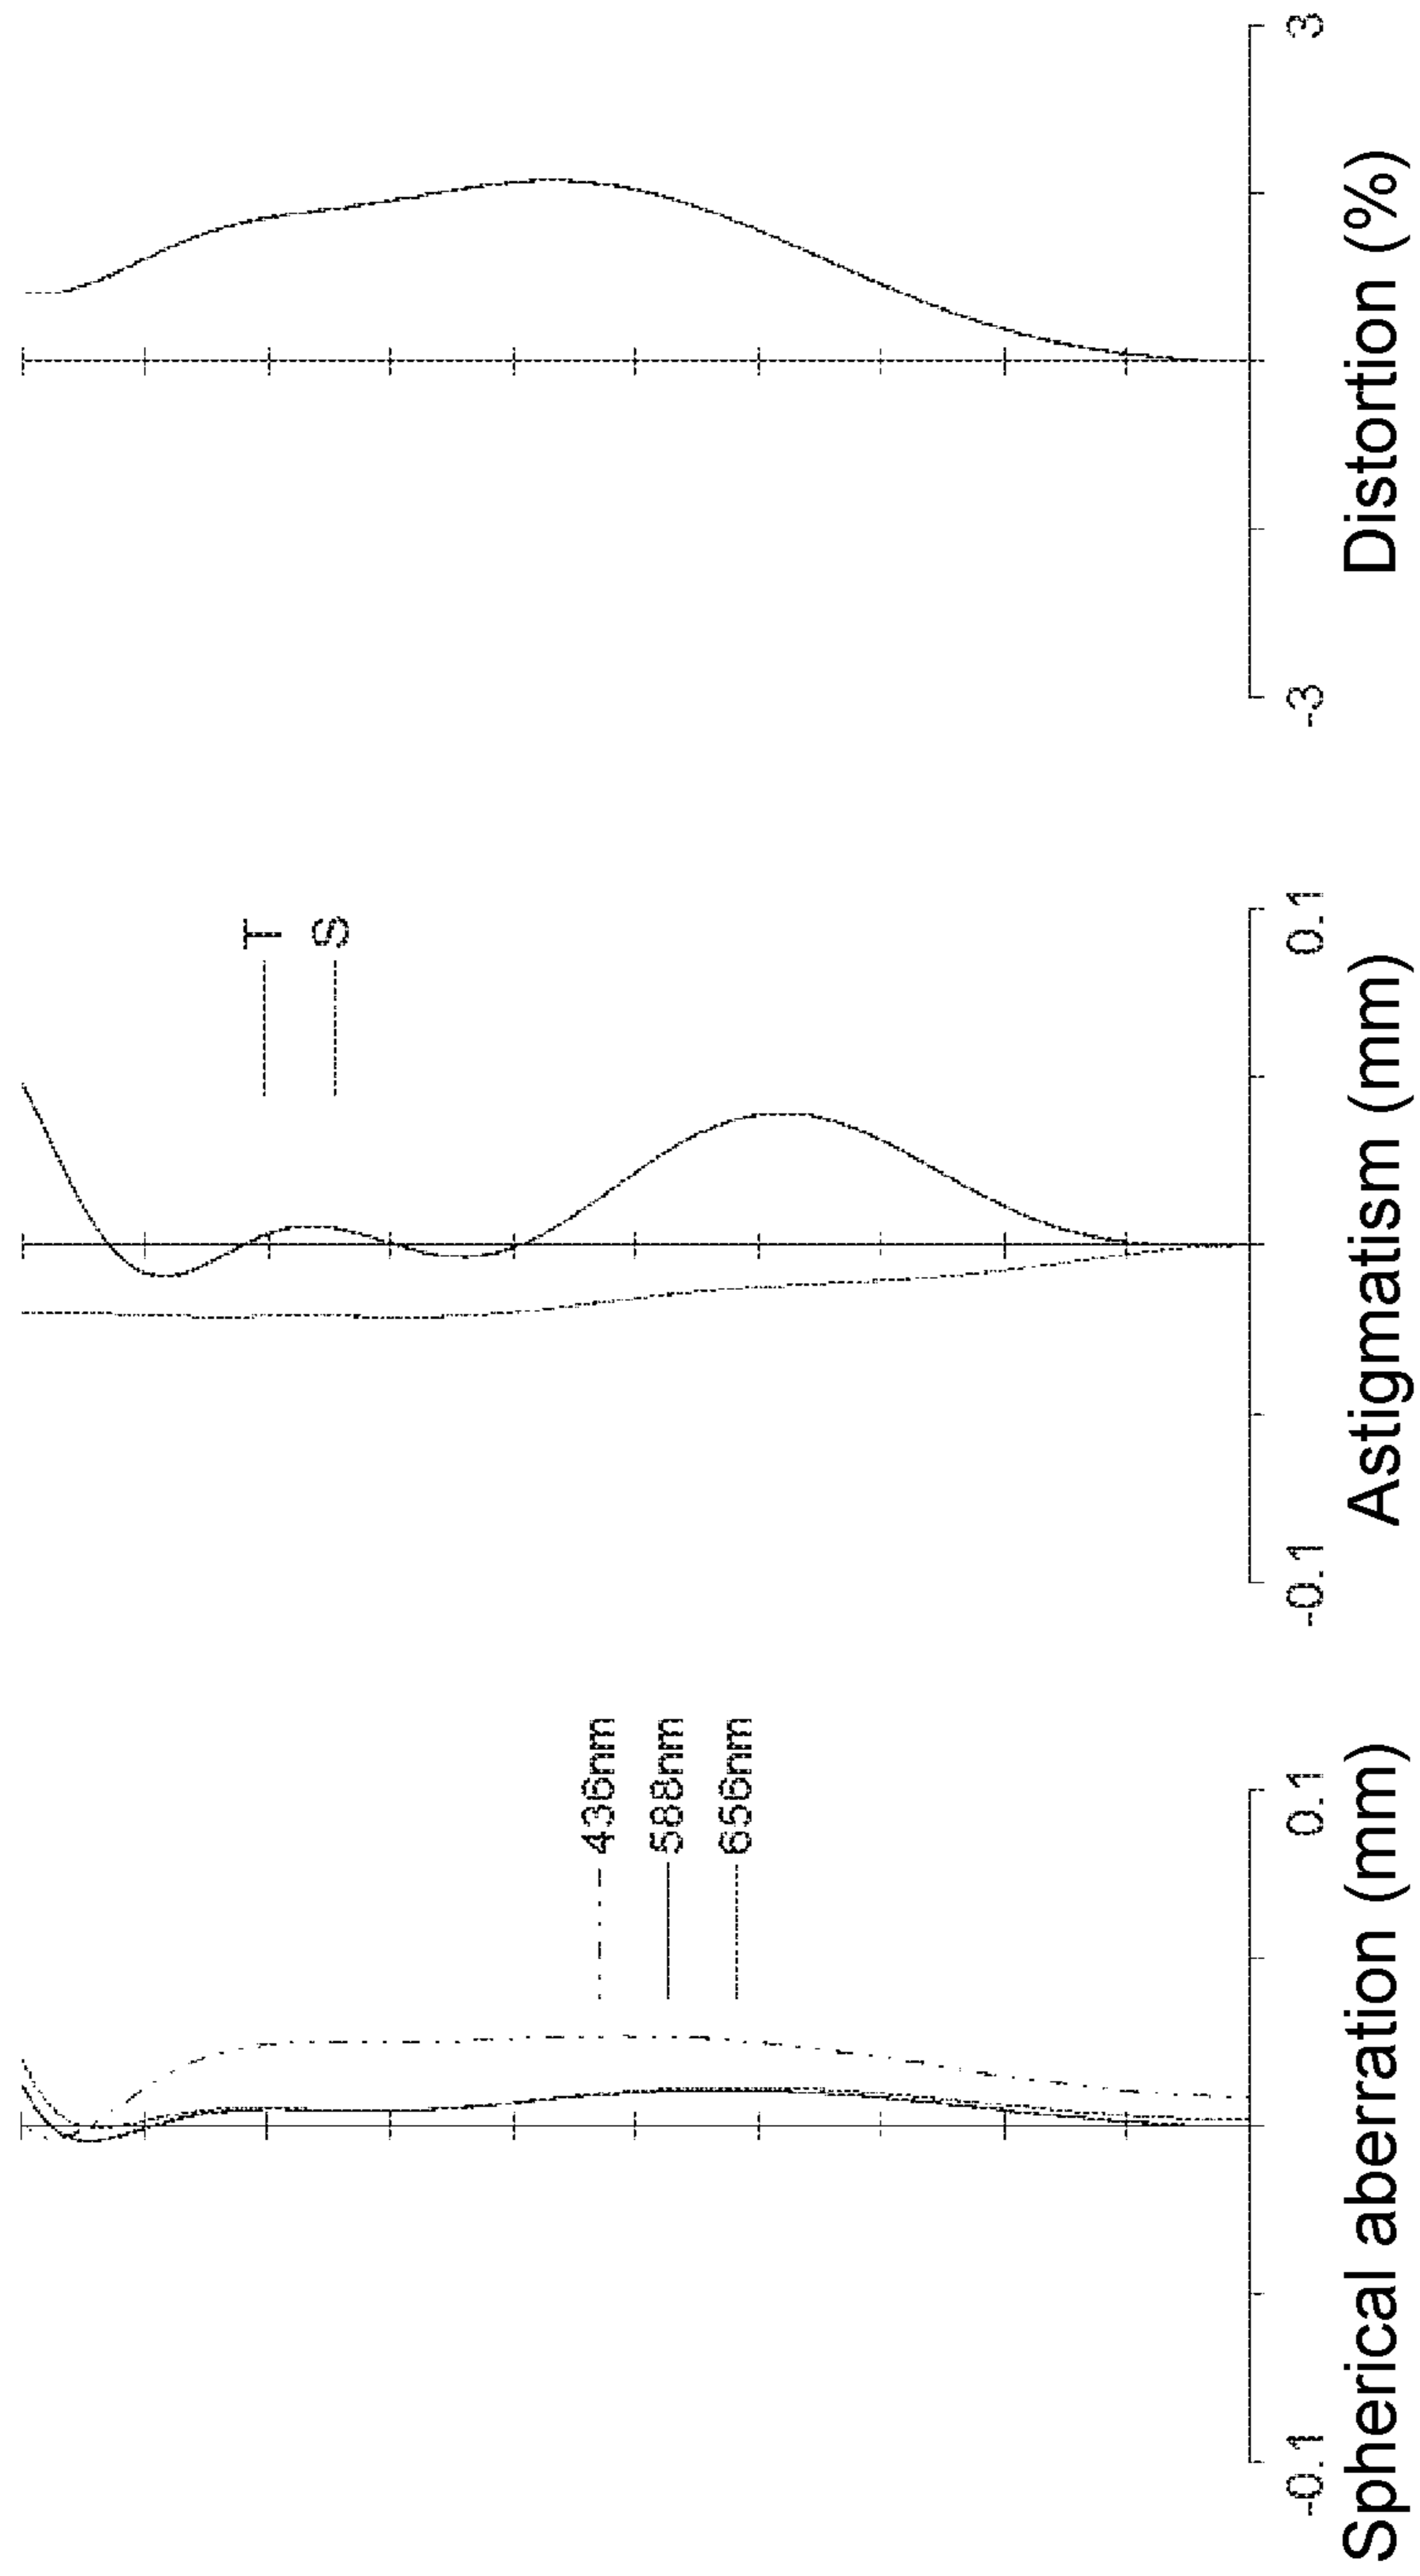 436nm
588nm
656nm
-0.1
0.1
Spherical aberration (mm)
T
S
-0.1
0.1
Astigmatism (mm)
-3
3
Distortion (%)